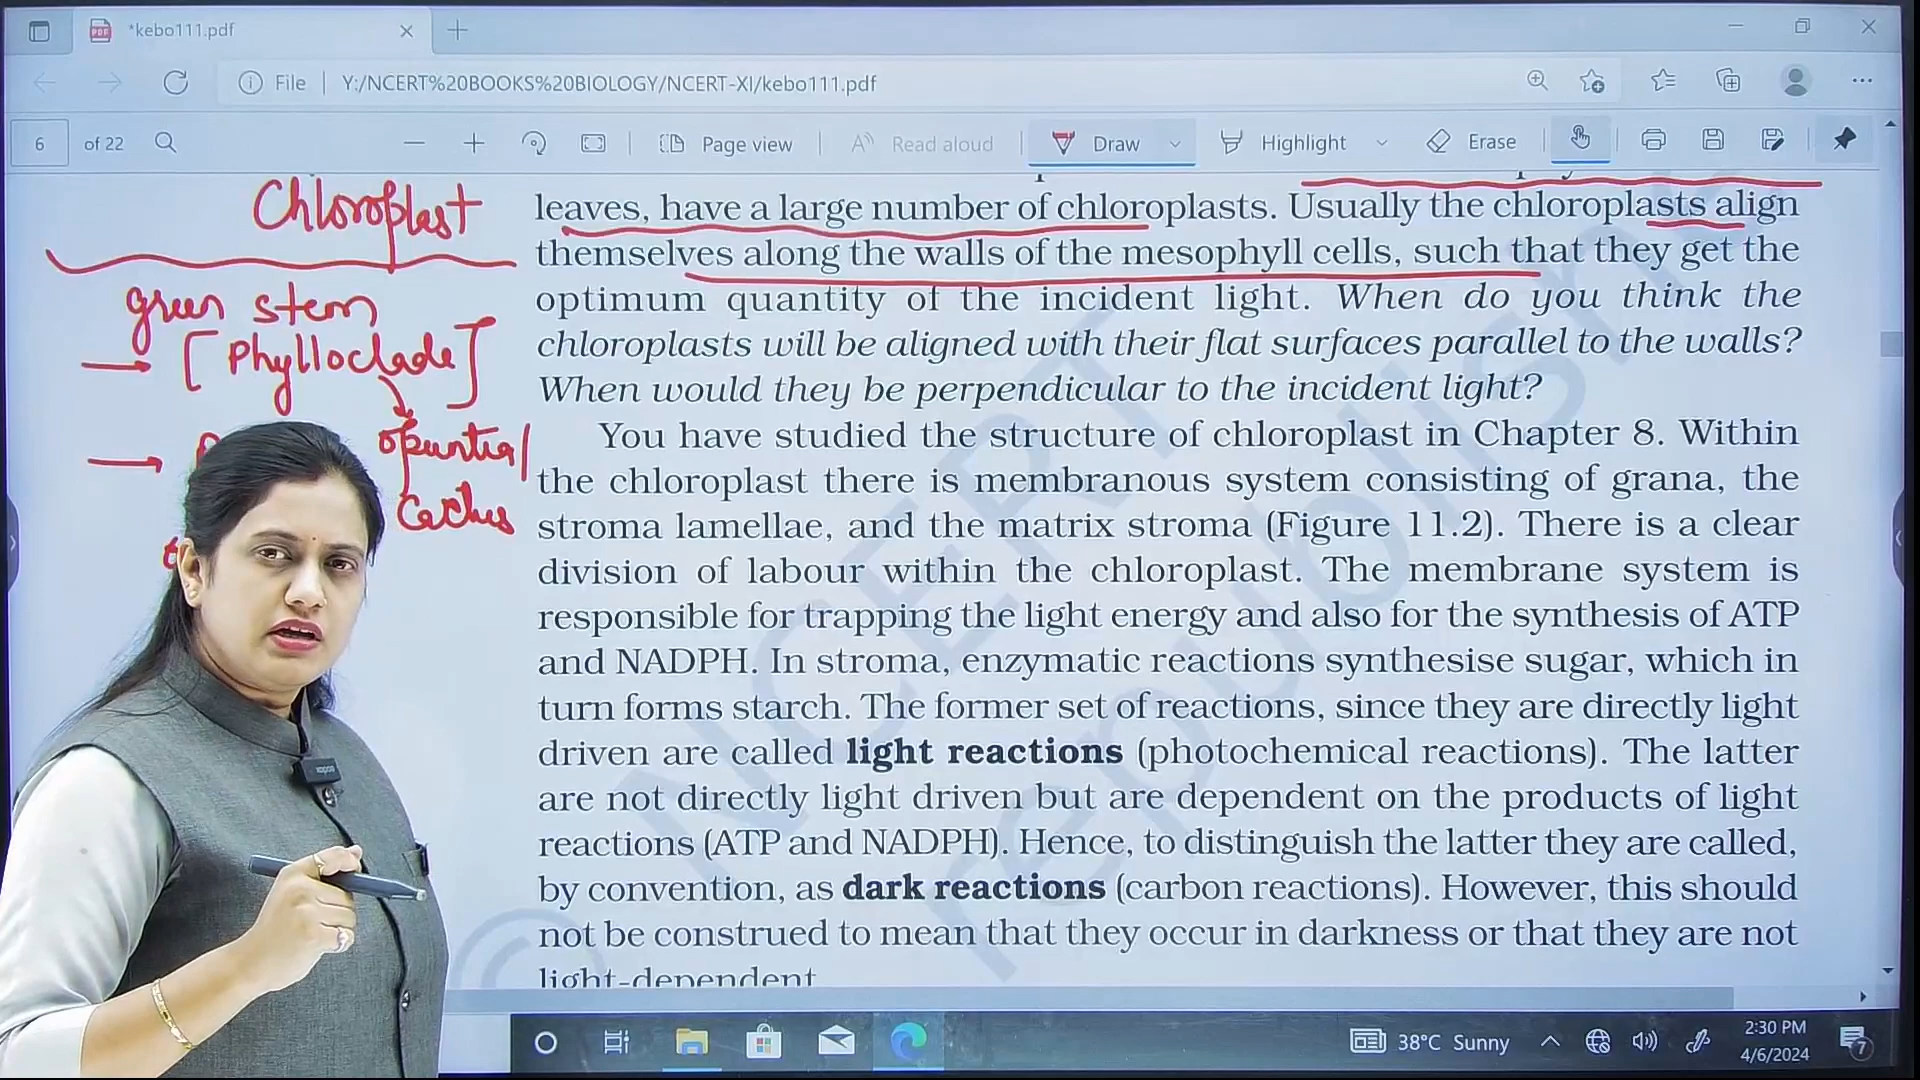 *kebo111.pdf
File
Y:/NCERT%20BOOKS%20BIOLOGY/NCERT-XI/kebo111.pdf
6 of 22
Page view
Read aloud
Draw
Highlight
Erase
Chloroplast
green stem
→ [Phylloclade]
opuntia/
Cactus
leaves, have a large number of chloroplasts. Usually the chloroplasts align
themselves along the walls of the mesophyll cells, such that they get the
optimum quantity of the incident light. When do you think the
chloroplasts will be aligned with their flat surfaces parallel to the walls?
When would they be perpendicular to the incident light?
You have studied the structure of chloroplast in Chapter 8. Within
the chloroplast there is membranous system consisting of grana, the
stroma lamellae, and the matrix stroma (Figure 11.2). There is a clear
division of labour within the chloroplast. The membrane system is
responsible for trapping the light energy and also for the synthesis of ATP
and NADPH. In stroma, enzymatic reactions synthesise sugar, which in
turn forms starch. The former set of reactions, since they are directly light
driven are called light reactions (photochemical reactions). The latter
are not directly light driven but are dependent on the products of light
reactions (ATP and NADPH). Hence, to distinguish the latter they are called,
by convention, as dark reactions (carbon reactions). However, this should
not be construed to mean that they occur in darkness or that they are not
light-dependent
© NCERT
republish
38°C Sunny
2:30 PM
4/6/2024
7